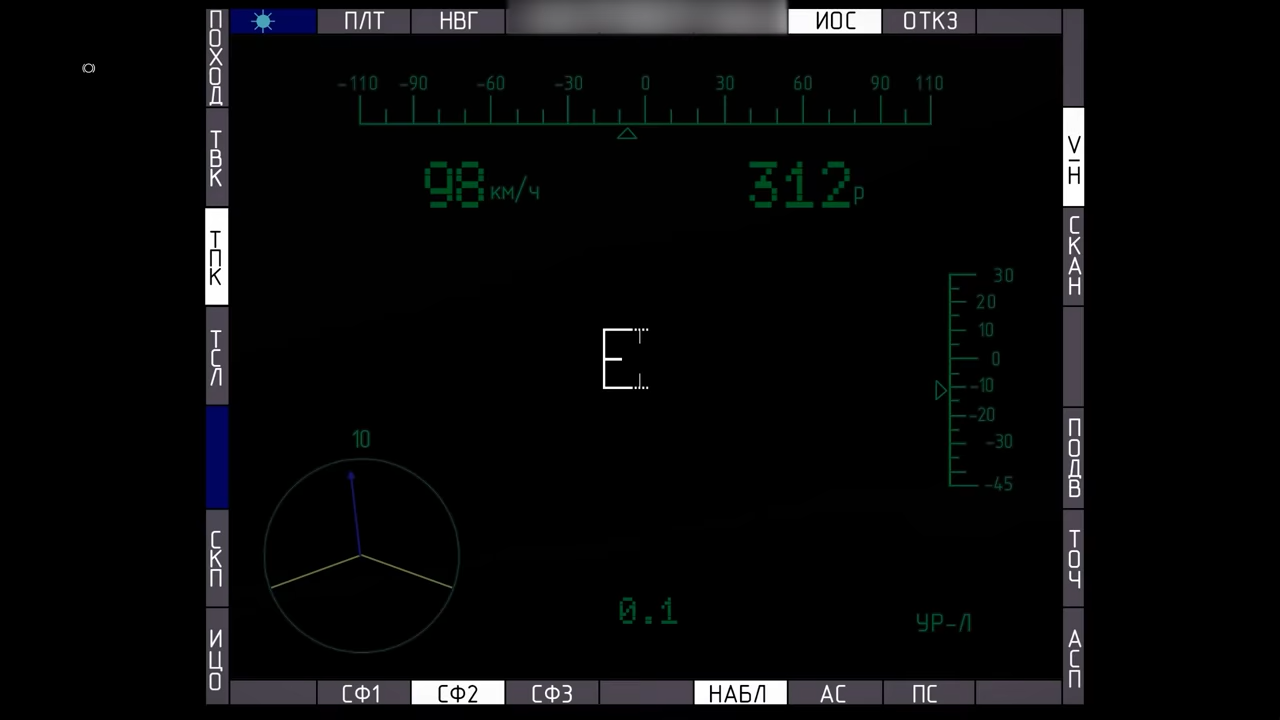 П/ЛТ НВГ ИОС ОТКЗ
ПОХОД
ТВК
ТПК
ТСЛ
СКП
ИЦО
-110 -90 -60 -30 0 30 60 90 110
98 КМ/Ч
312 Р
30
20
10
0
-10
-20
-30
-45
10
0.1
УР-Л
V
Н
СКАН
ПОДВ
ТОЧ
АСП
СФ1 СФ2 СФ3 НАБЛ АС ПС